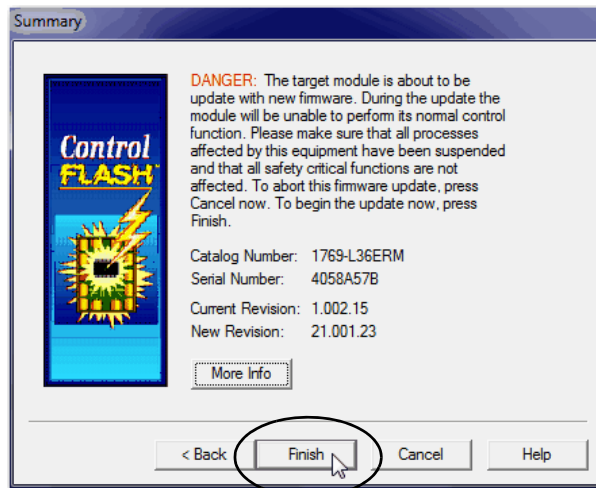 Summary
Control
FLASH
DANGER: The target module is about to be
update with new firmware. During the update the
module will be unable to perform its normal control
function. Please make sure that all processes
affected by this equipment have been suspended
and that all safety critical functions are not
affected. To abort this firmware update, press
Cancel now. To begin the update now, press
Finish.
Catalog Number: 1769-L36ERM
Serial Number: 4058A57B
Current Revision: 1.002.15
New Revision: 21.001.23
More Info
< Back Finish Cancel Help